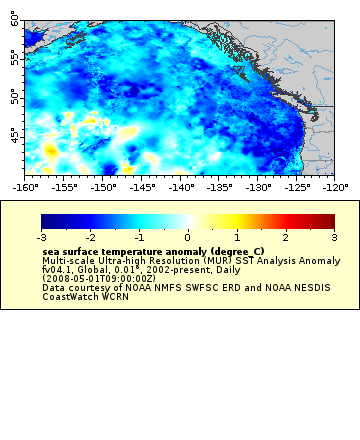 60°
55°
50°
45°
-160° -155° -150° -145° -140° -135° -130° -125° -120°
-3 -2 -1 0 1 2 3
sea surface temperature anomaly (degree_C)
Multi-scale Ultra-high Resolution (MUR) SST Analysis Anomaly
fv04.1, Global, 0.01°, 2002-present, Daily
(2008-05-01T09:00:00Z)
Data courtesy of NOAA NMFS SWFSC ERD and NOAA NESDIS
CoastWatch WCRN